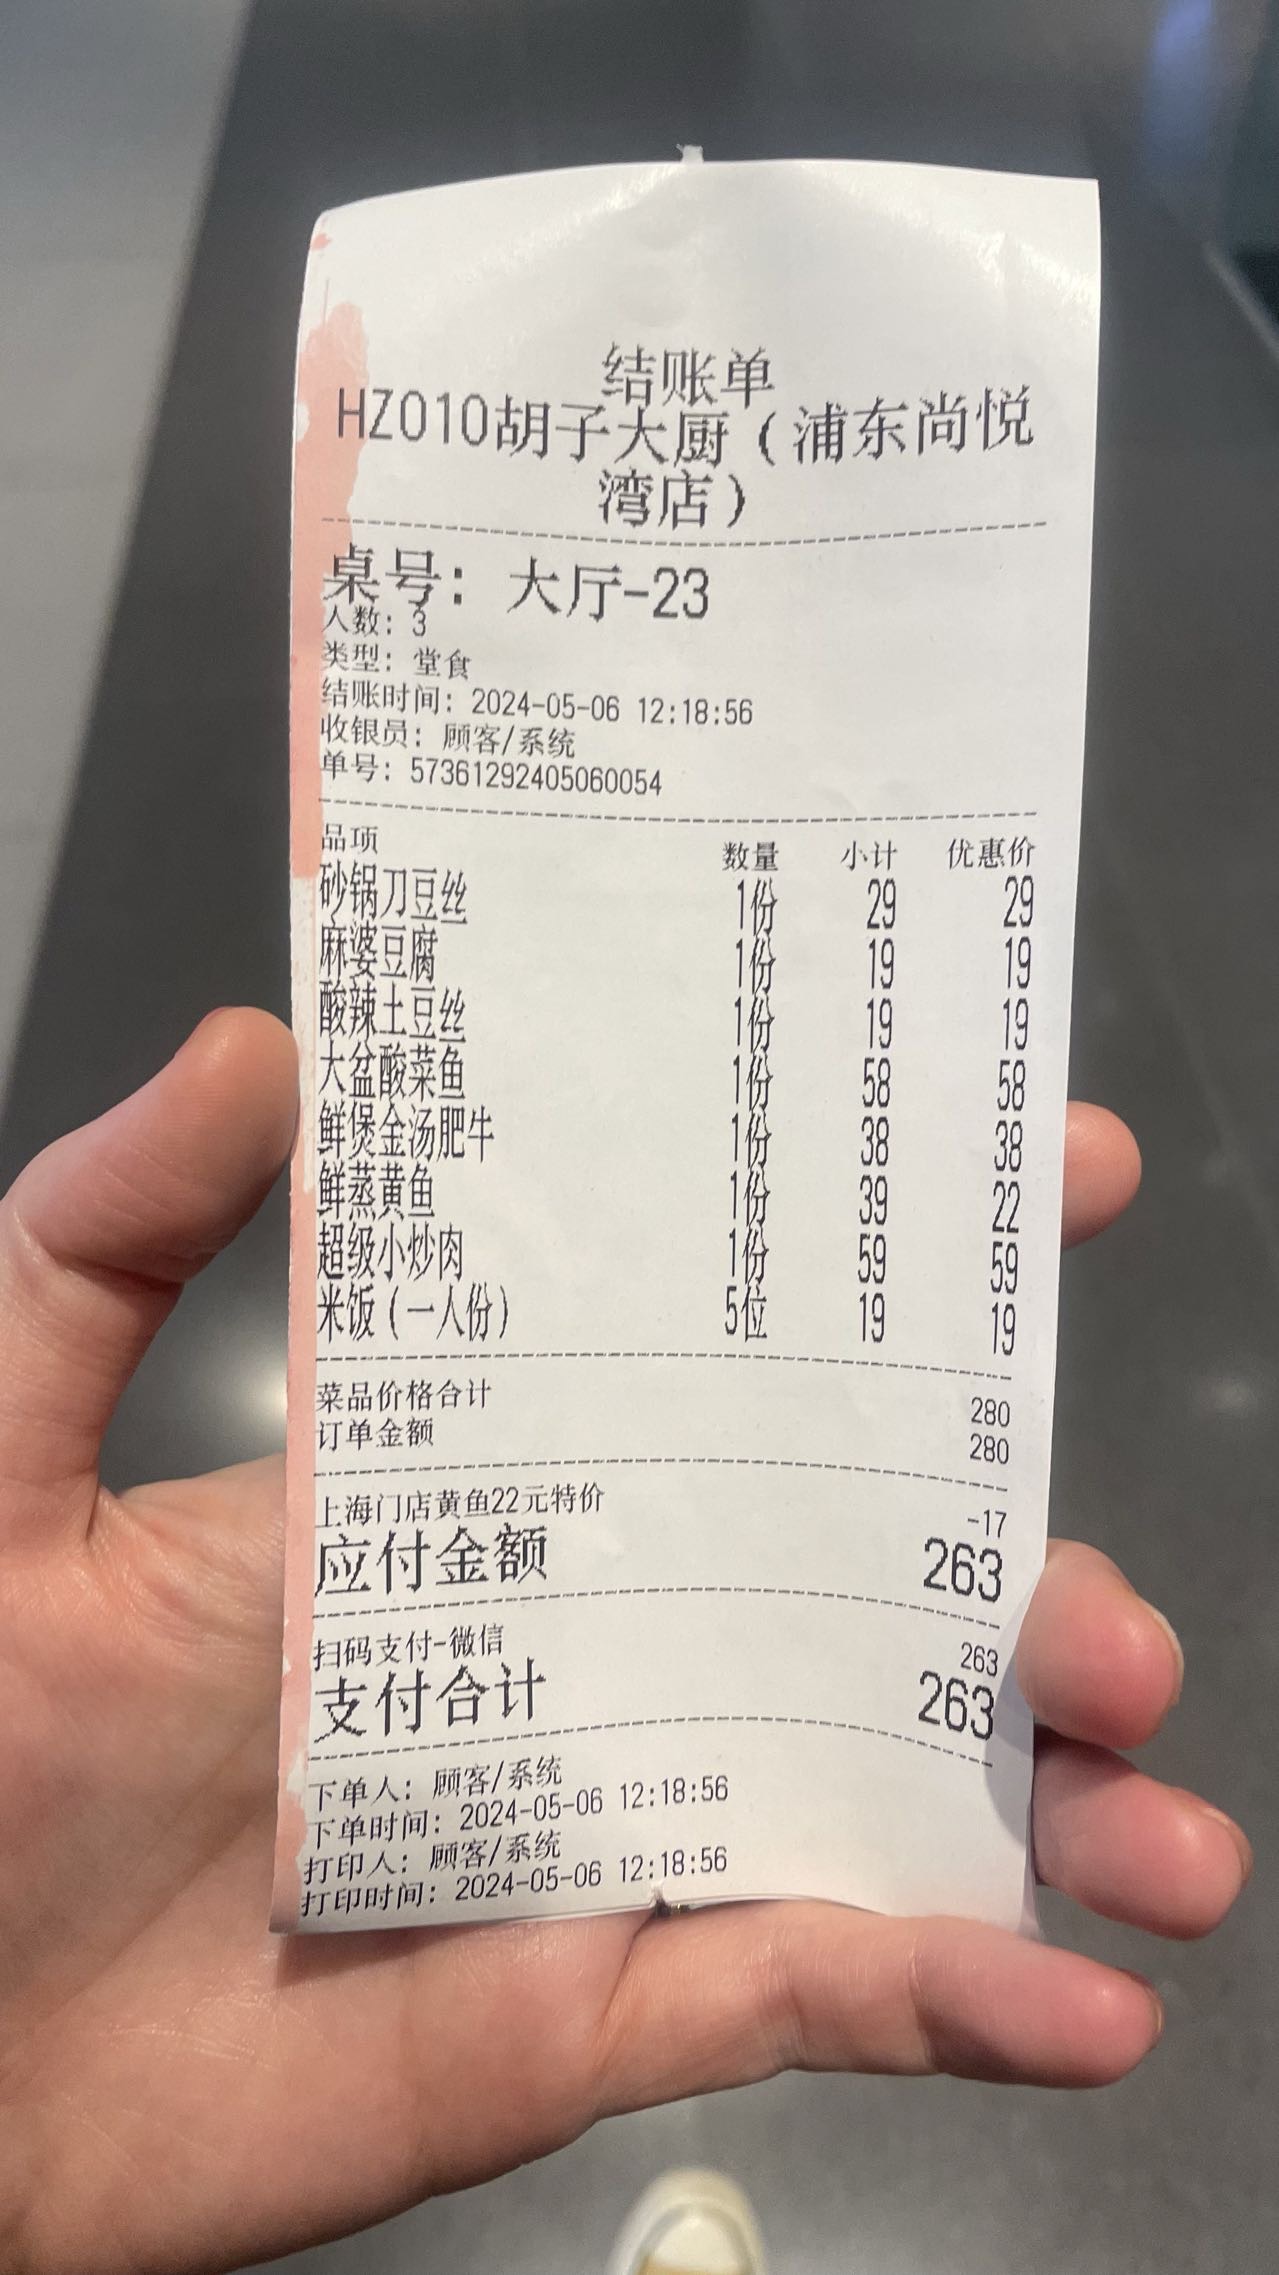 结账单
HZ010胡子大厨（浦东尚悦
湾店）
桌号：大厅-23
人数：3
类型：堂食
结账时间：2024-05-06 12:18:56
收银员：顾客/系统
单号：57361292405060054
品项 数量 小计 优惠价
砂锅刀豆丝 1份 29 29
麻婆豆腐 1份 19 19
酸辣土豆丝 1份 19 19
大盆酸菜鱼 1份 58 58
鲜煲金汤肥牛 1份 38 38
鲜蒸黄鱼 1份 39 22
超级小炒肉 1份 59 59
米饭（一人份） 5位 19 19
菜品价格合计 280
订单金额 280
上海门店黄鱼22元特价 -17
应付金额 263
扫码支付-微信 263
支付合计 263
下单人：顾客/系统
下单时间：2024-05-06 12:18:56
打印人：顾客/系统
打印时间：2024-05-06 12:18:56